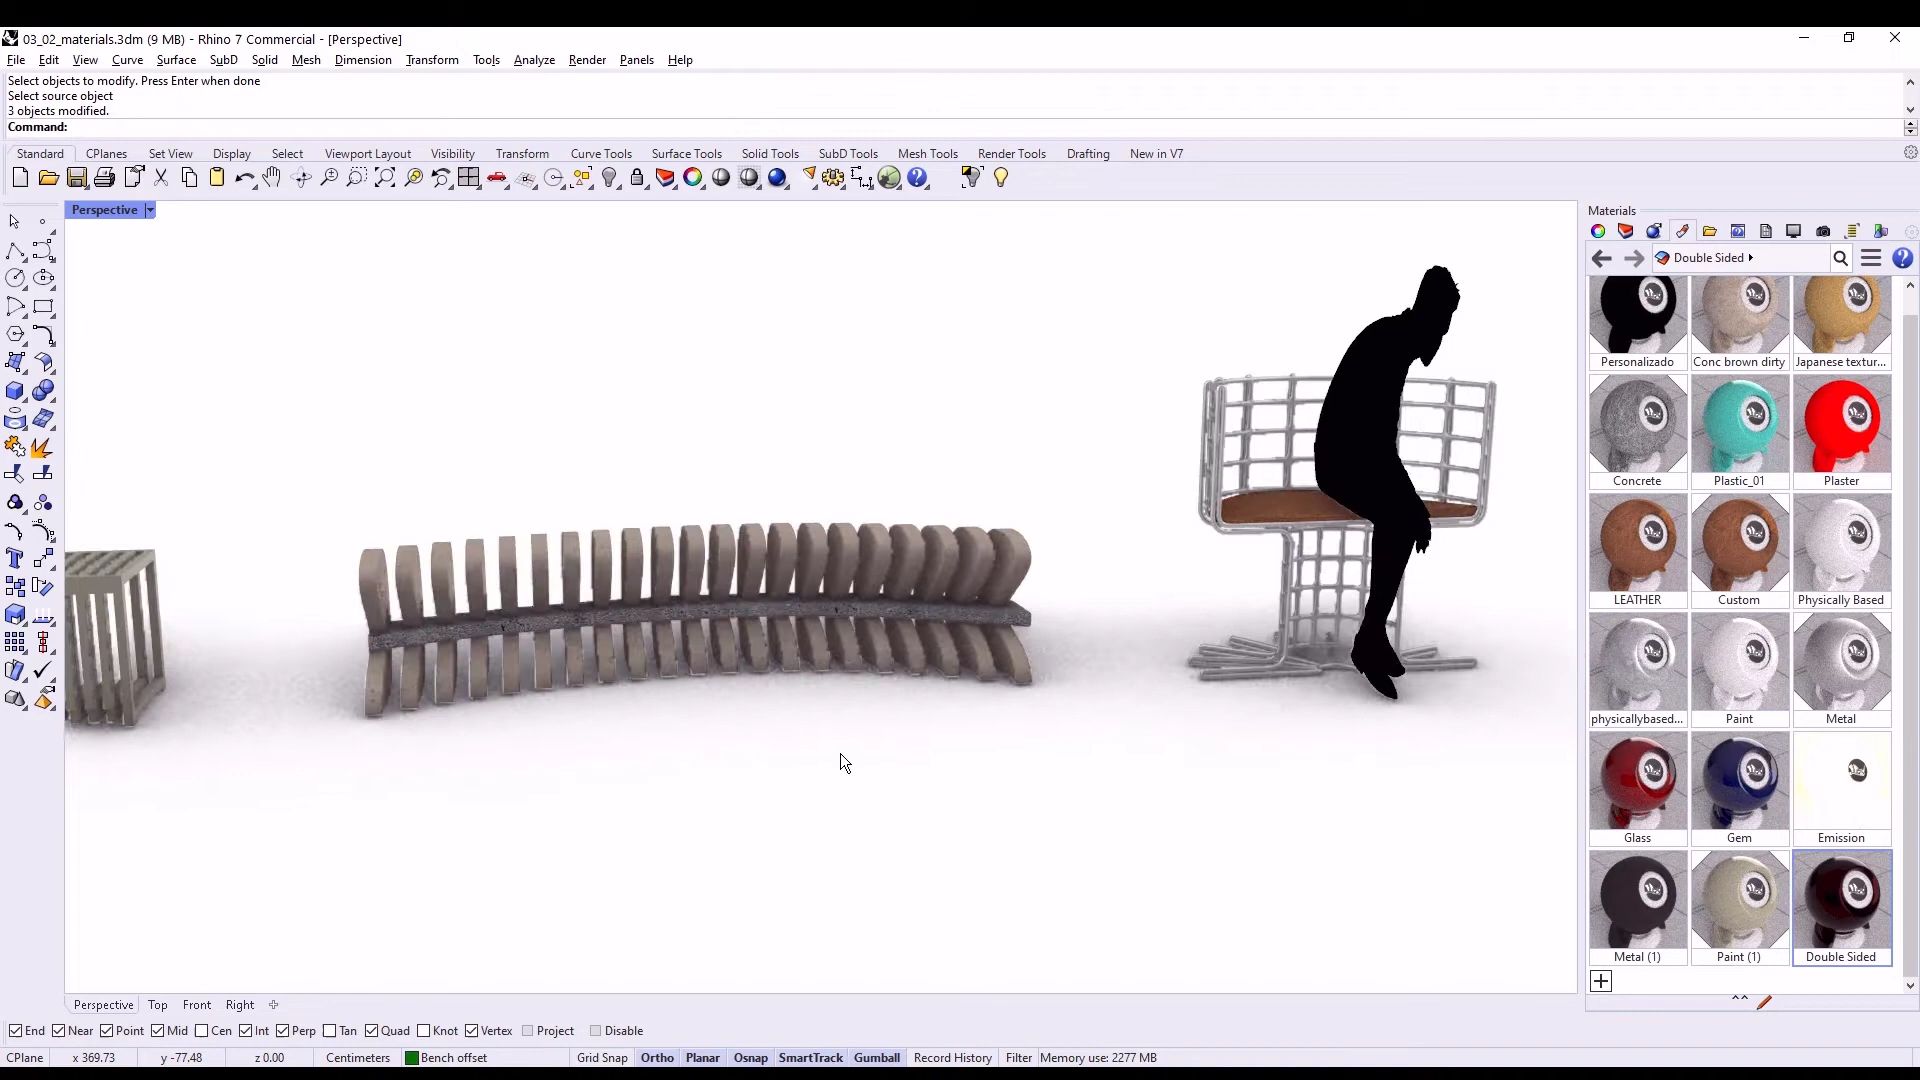 03_02_materials.3dm (9 MB) - Rhino 7 Commercial - [Perspective]
File Edit View Curve Surface SubD Solid Mesh Dimension Transform Tools Analyze Render Panels Help
Select objects to modify. Press Enter when done
Select source object
3 objects modified.
Command:
Standard CPlanes Set View Display Select Viewport Layout Visibility Transform Curve Tools Surface Tools Solid Tools SubD Tools Mesh Tools Render Tools Drafting New in V7
Perspective
Materials
Double Sided
Personalizado Conc brown dirty Japanese textur...
Concrete Plastic_01 Plaster
LEATHER Custom Physically Based
physicallybased... Paint Metal
Glass Gem Emission
Metal (1) Paint (1) Double Sided
Perspective Top Front Right
End Near Point Mid Cen Int Perp Tan Quad Knot Vertex Project Disable
CPlane x 369.73 y -77.48 z 0.00 Centimeters Bench offset Grid Snap Ortho Planar Osnap SmartTrack Gumball Record History Filter Memory use: 2277 MB